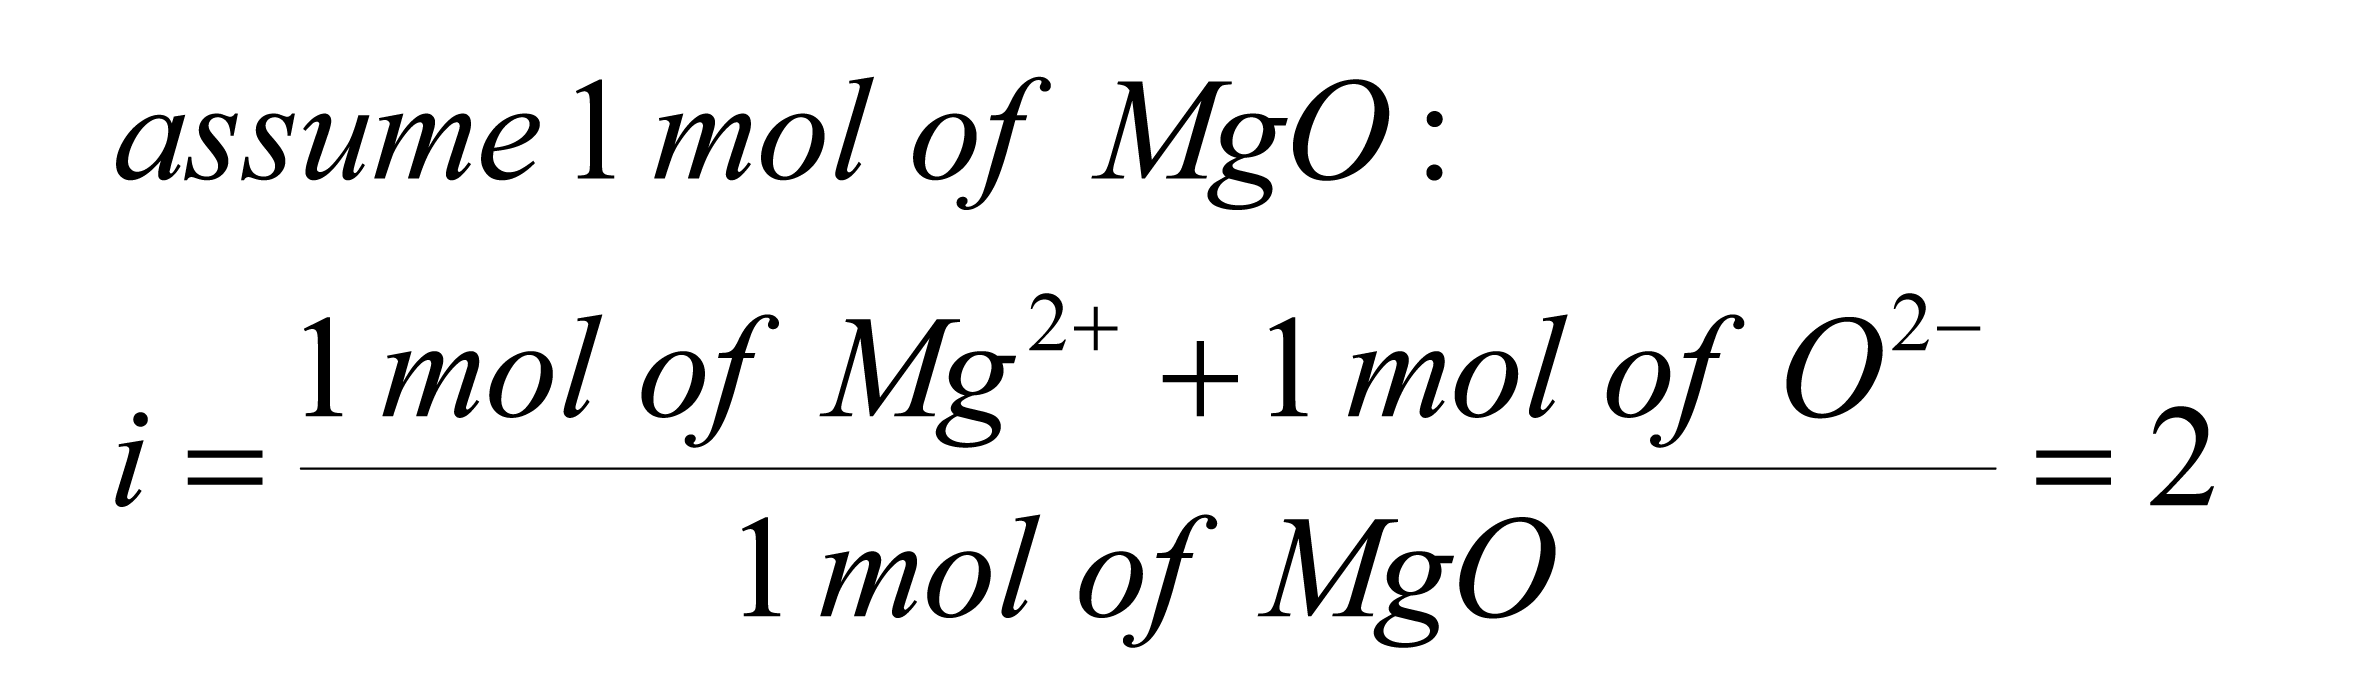 assume 1 mol of MgO:
i = \frac{1 mol of Mg^{2+} + 1 mol of O^{2-}}{1 mol of MgO} = 2